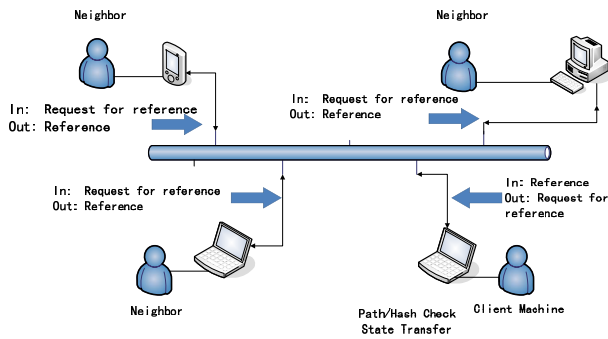 Neighbor
Neighbor
In: Request for reference
Out: Reference
In: Request for reference
Out: Reference
In: Request for reference
Out: Reference
In: Reference
Out: Request for
reference
Neighbor
Path/Hash Check
State Transfer
Client Machine